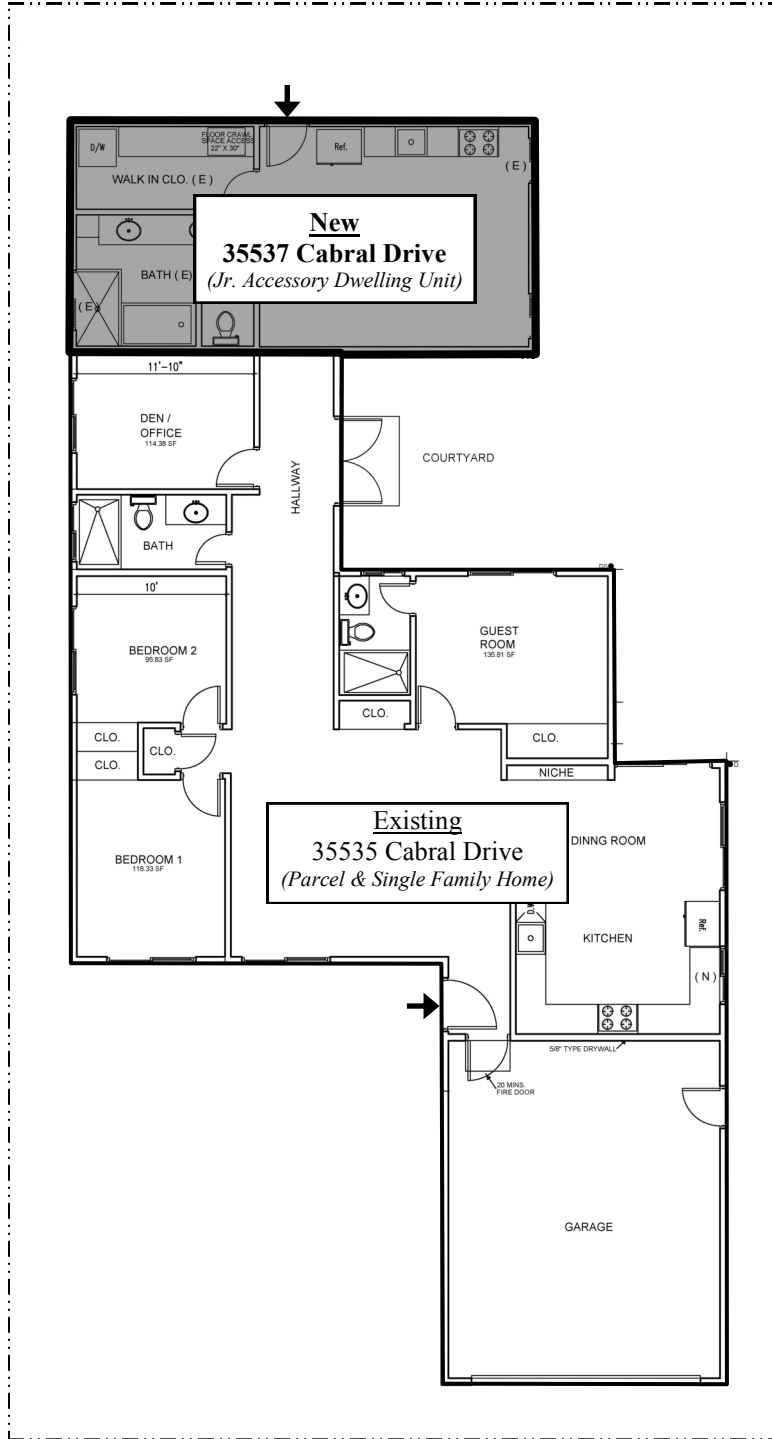 D/W
FLOOR CRAWL
SPACE ACCESS
22" X 30"
Ref.
WALK IN CLO. ( E )
( E )
New
35537 Cabral Drive
(Jr. Accessory Dwelling Unit)
BATH ( E )
( E )
11'-10"
DEN /
OFFICE
114.38 SF
HALLWAY
COURTYARD
BATH
10'
BEDROOM 2
95.83 SF
GUEST
ROOM
135.81 SF
CLO.
CLO.
CLO.
CLO.
CLO.
NICHE
Existing
35535 Cabral Drive
(Parcel & Single Family Home)
DINNG ROOM
BEDROOM 1
118.33 SF
D.W
Ref.
KITCHEN
( N )
5/8" TYPE DRYWALL
20 MINS.
FIRE DOOR
GARAGE